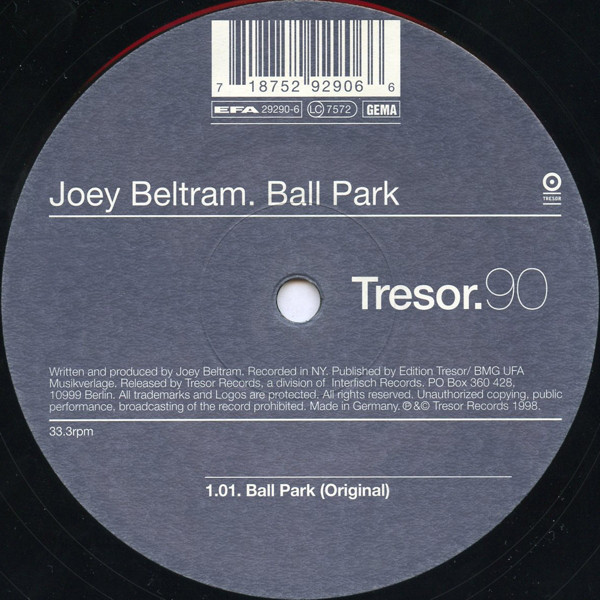 7 18752 92906 6
EFA 29290-6 LC 7572 GEMA
Joey Beltram. Ball Park
TRESOR
Tresor.90
Written and produced by Joey Beltram. Recorded in NY. Published by Edition Tresor/ BMG UFA
Musikverlage. Released by Tresor Records, a division of Interfisch Records. PO Box 360 428,
10999 Berlin. All trademarks and Logos are protected. All rights reserved. Unauthorized copying, public
performance, broadcasting of the record prohibited. Made in Germany. ℗&© Tresor Records 1998.
33.3rpm
1.01. Ball Park (Original)